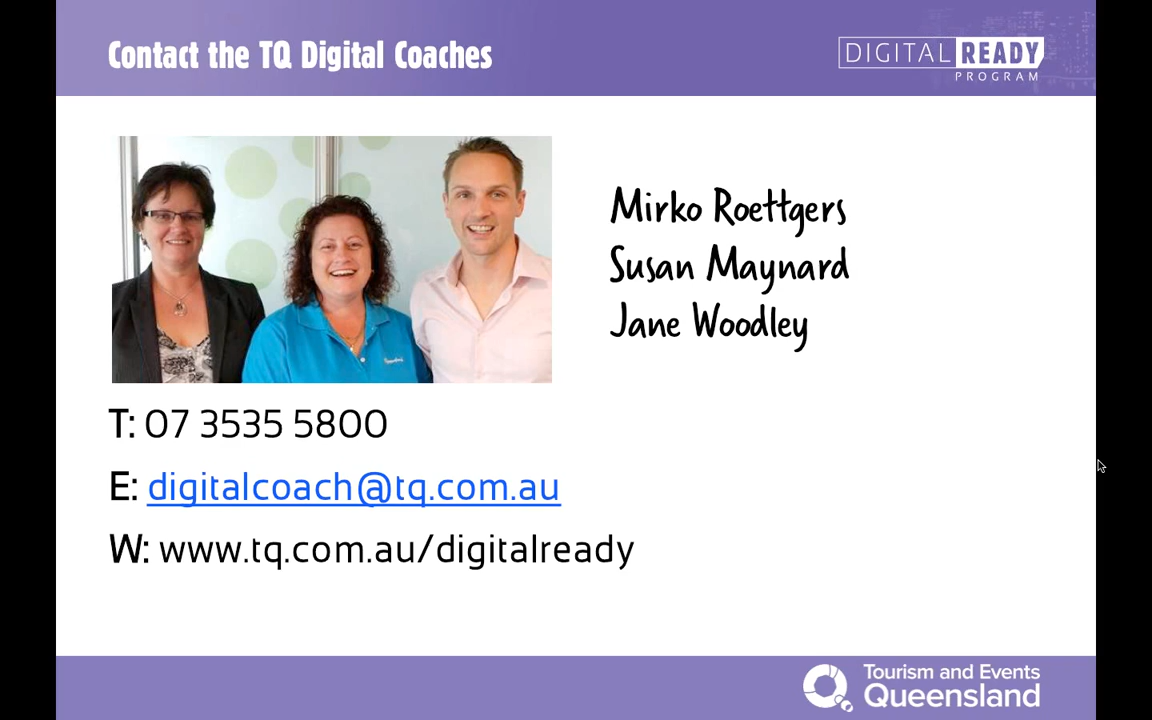 Contact the TQ Digital Coaches
DIGITAL READY
PROGRAM
Mirko Roettgers
Susan Maynard
Jane Woodley
T: 07 3535 5800
E: digitalcoach@tq.com.au
W: www.tq.com.au/digitalready
Tourism and Events
Queensland